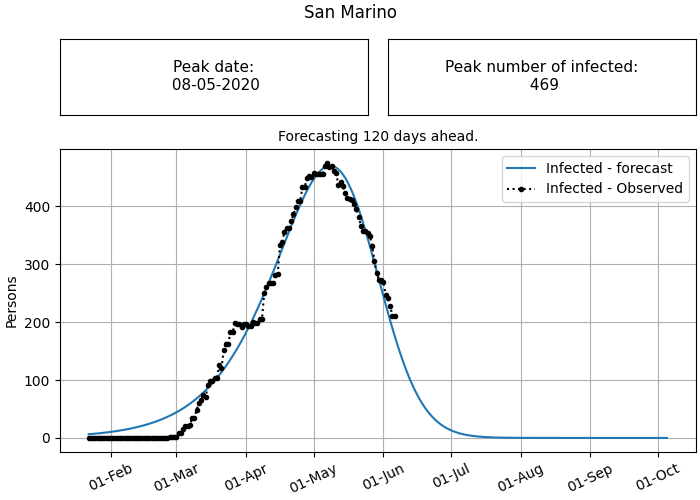 San Marino
Peak date:
08-05-2020
Peak number of infected:
469
Forecasting 120 days ahead.
Infected - forecast
Infected - Observed
Persons
400
300
200
100
0
01-Feb
01-Mar
01-Apr
01-May
01-Jun
01-Jul
01-Aug
01-Sep
01-Oct